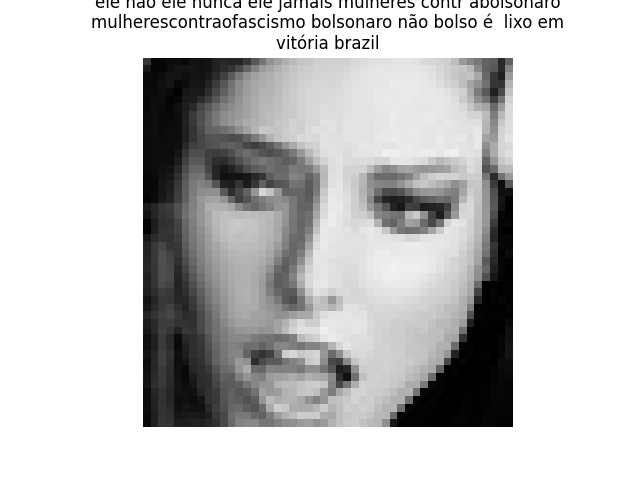 ele não ele nunca ele jamais mulheres contr abolsonaro
mulherescontraofascismo bolsonaro não bolso é  lixo em
vitória brazil